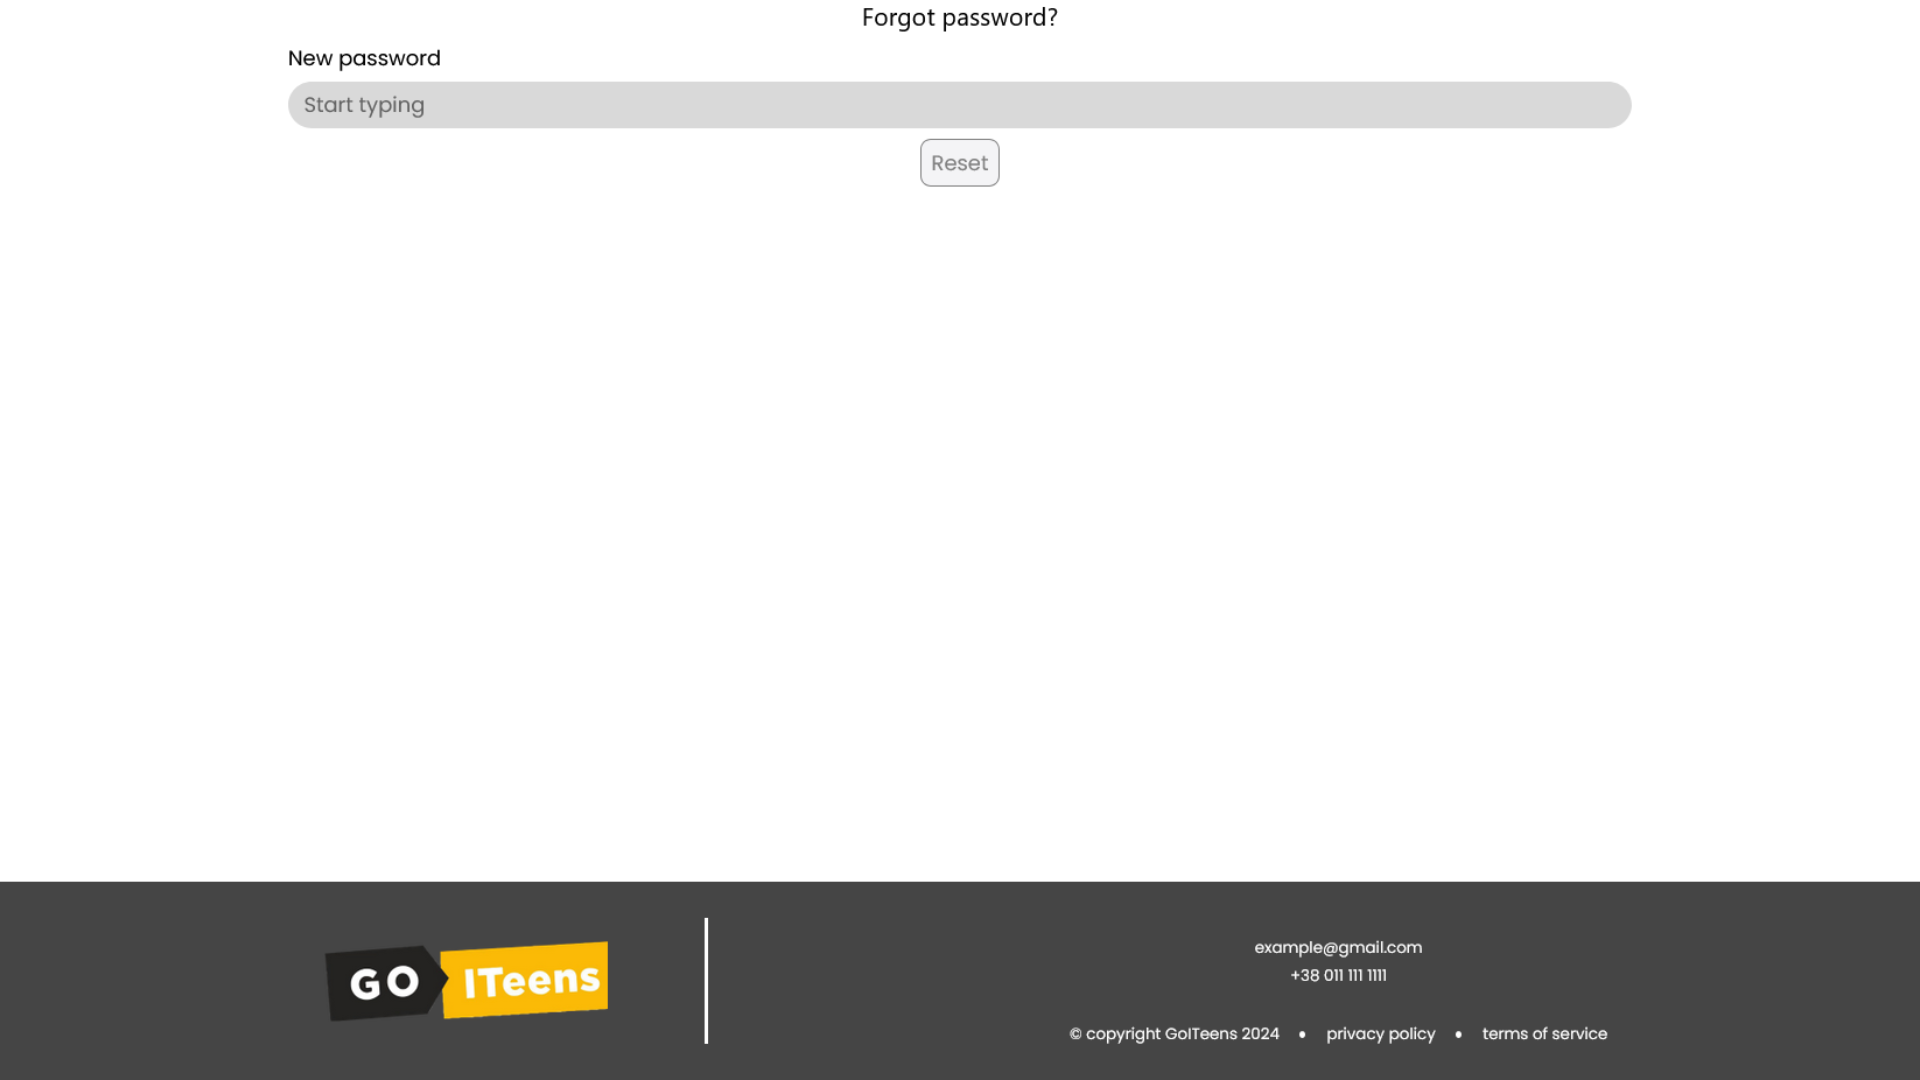 Forgot password?
New password
Start typing
Reset
GO ITeens
example@gmail.com
+38 011 111 1111
© copyright GoITeens 2024 • privacy policy • terms of service